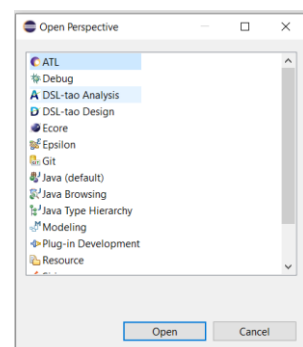 Open Perspective
ATL
Debug
DSL-tao Analysis
DSL-tao Design
Ecore
Epsilon
Git
Java (default)
Java Browsing
Java Type Hierarchy
Modeling
Plug-in Development
Resource
Open
Cancel